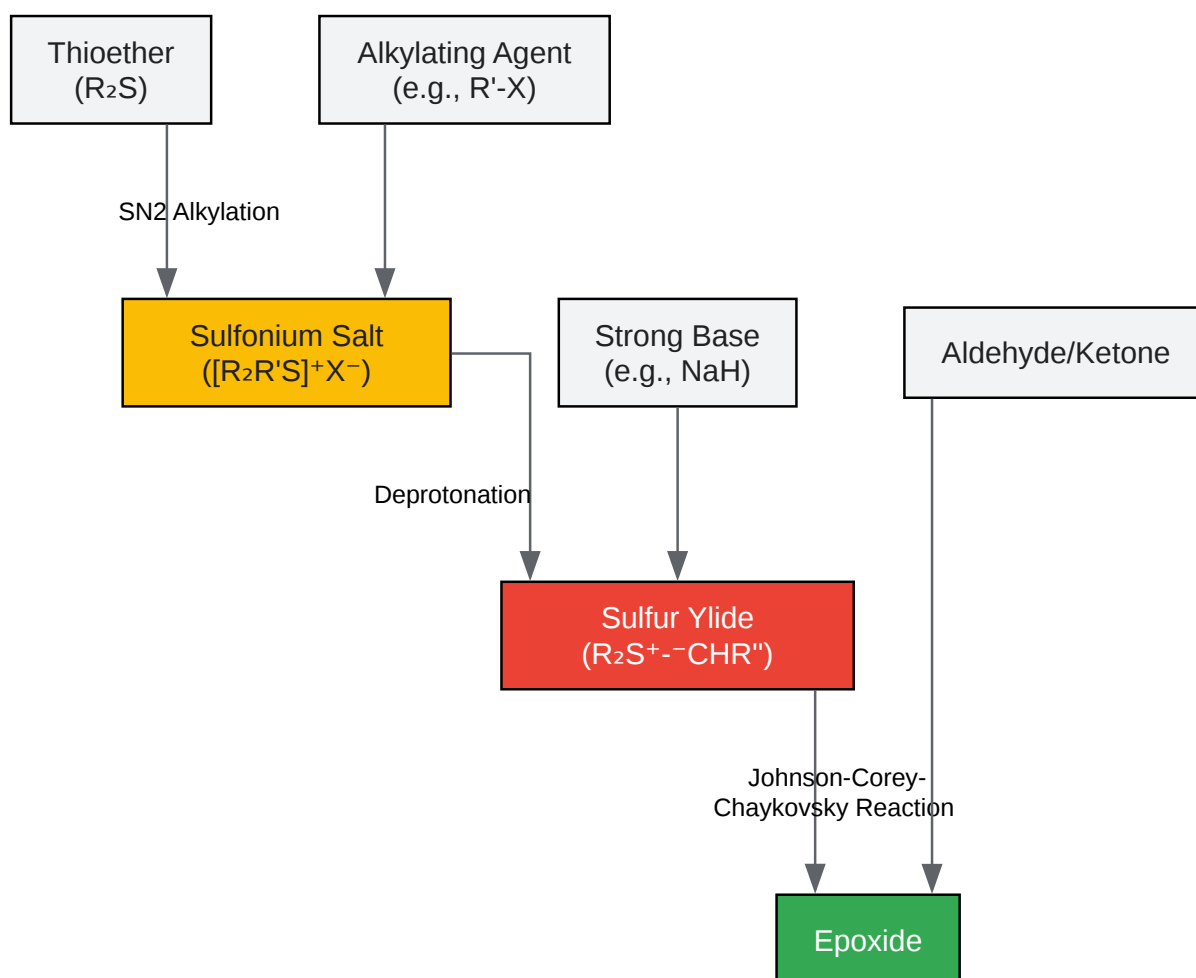 Thioether
(R₂S)
Alkylating Agent
(e.g., R'-X)
SN2 Alkylation
Sulfonium Salt
([R₂R'S]⁺X⁻)
Strong Base
(e.g., NaH)
Aldehyde/Ketone
Deprotonation
Sulfur Ylide
(R₂S⁺-⁻CHR")
Johnson-Corey-
Chaykovsky Reaction
Epoxide